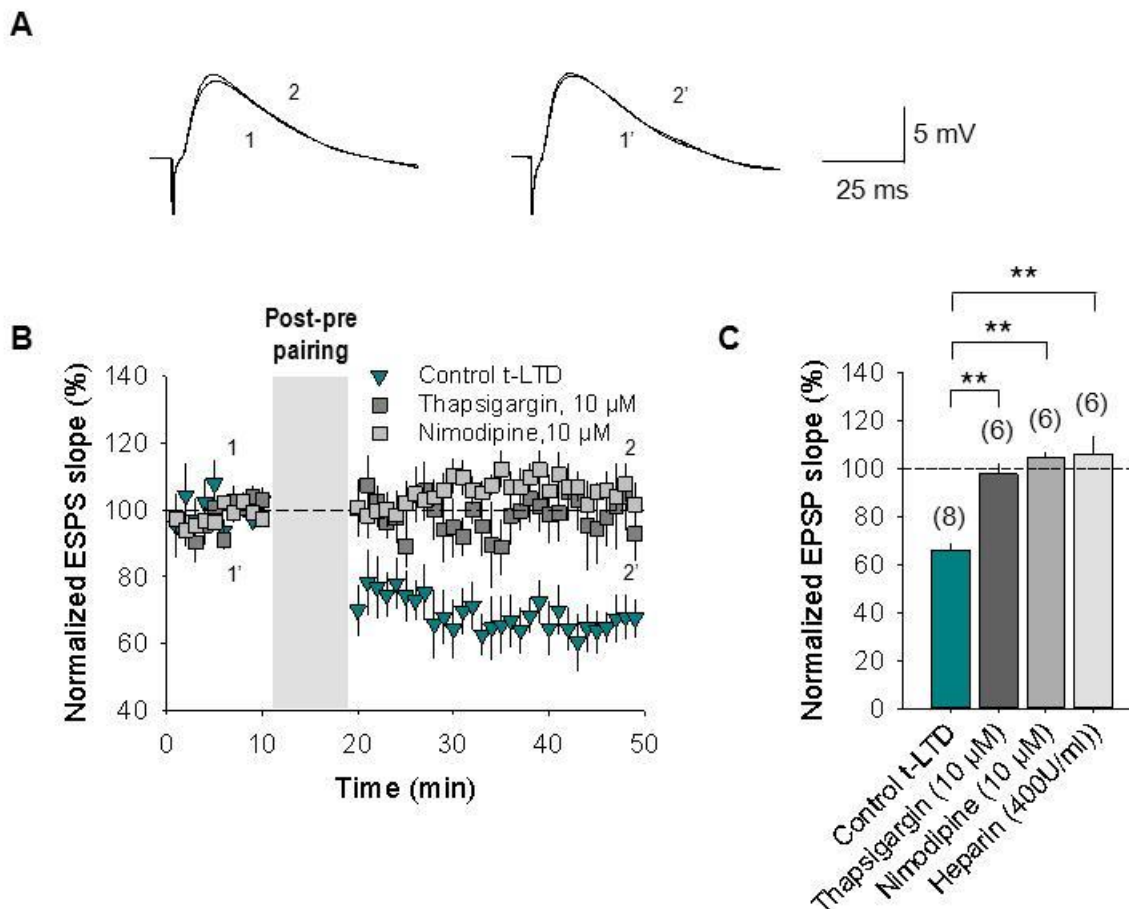 A
2
1
2'
1'
5 mV
25 ms
B
Post-pre
pairing
Control t-LTD
Thapsigargin, 10 µM
Nimodipine,10 µM
Normalized ESPS slope (%)
140
120
100
80
60
40
1
1'
2
2'
0
10
20
30
40
50
Time (min)
C
**
**
**
Normalized EPSP slope (%)
140
120
100
80
60
40
20
0
(8)
(6)
(6)
(6)
Control t-LTD
Thapsigargin (10 µM)
Nimodipine (10 µM)
Heparin (400U/ml))